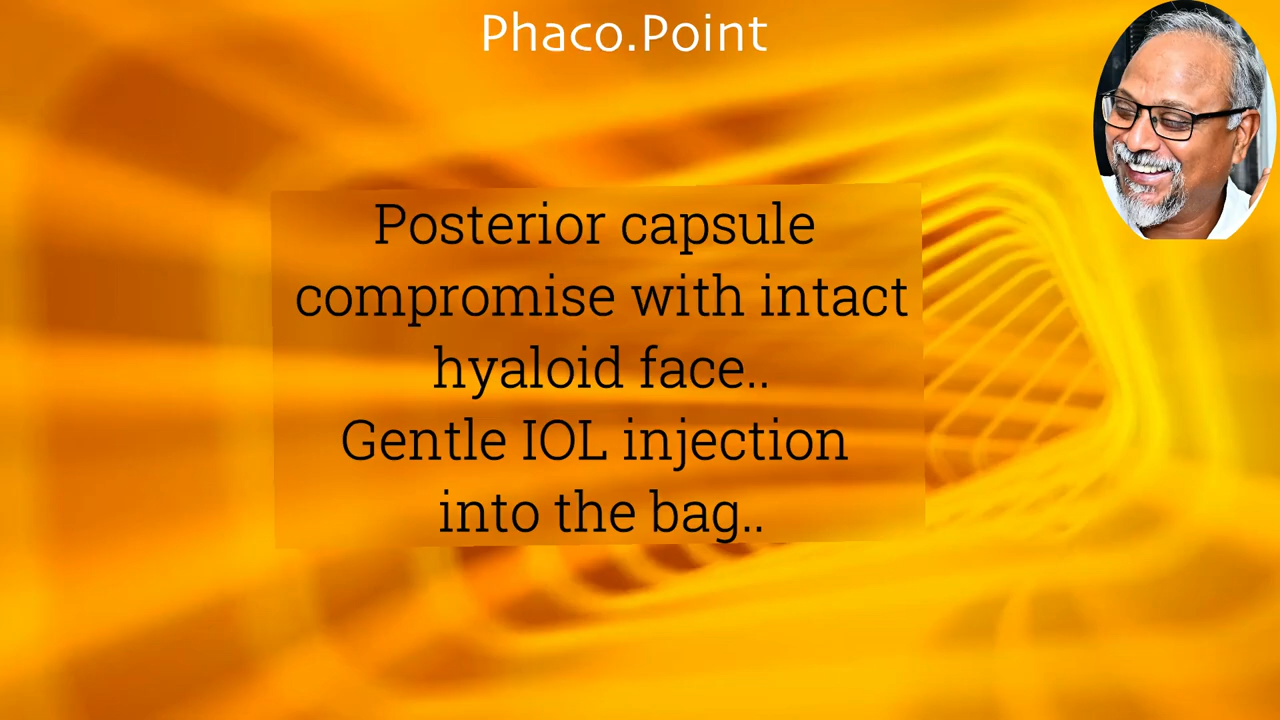 Phaco.Point
Posterior capsule
compromise with intact
hyaloid face..
Gentle IOL injection
into the bag..